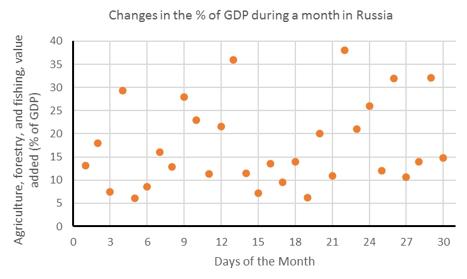 Changes in the % of GDP during a month in Russia
Agriculture, forestry, and fishing, value
added (% of GDP)
40
35
30
25
20
15
10
5
0
0 3 6 9 12 15 18 21 24 27 30
Days of the Month